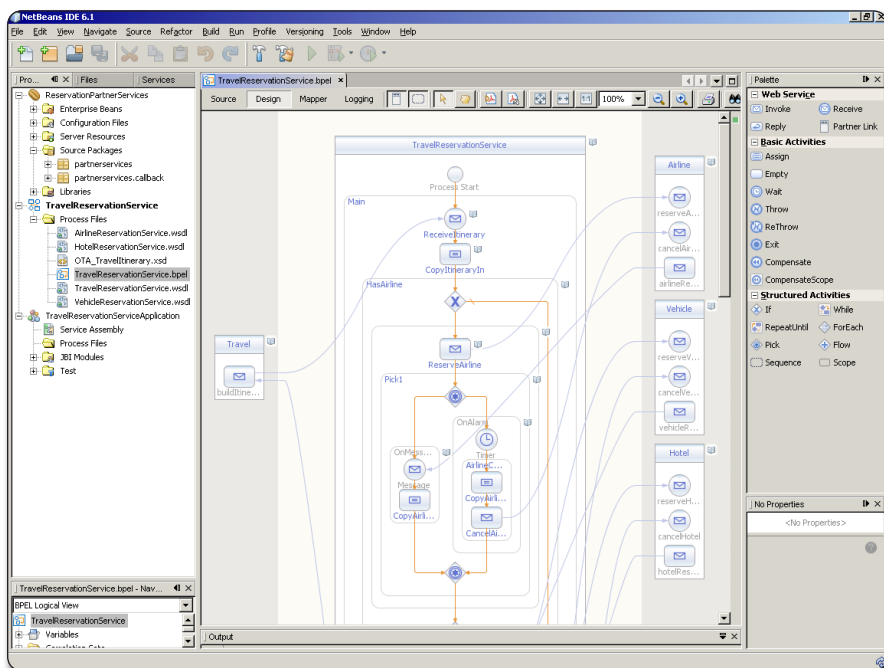 NetBeans IDE 6.1
File Edit View Navigate Source Refactor Build Run Profile Versioning Tools Window Help
Pro... Files Services
ReservationPartnerServices
Enterprise Beans
Configuration Files
Server Resources
Source Packages
partnerservices
partnerservices.callback
Libraries
TravelReservationService
Process Files
AirlineReservationService.wsdl
HotelReservationService.wsdl
OTA_TravelItinerary.xsd
TravelReservationService.bpel
TravelReservationService.wsdl
VehicleReservationService.wsdl
TravelReservationServiceApplication
Service Assembly
Process Files
JBI Modules
Test
TravelReservationService.bpel - Nav...
BPEL Logical View
TravelReservationService
Variables
Correlation Sets
TravelReservationService.bpel
Source Design Mapper Logging 100%
TravelReservationService
Process Start
Main
ReceiveItinerary
CopyItineraryIn
HasAirline
ReserveAirline
Pick1
OnAlarm
OnMess...
Timer
Message
AirlineC...
CopyAirli...
CopyAirli...
CancelAi...
Travel
buildItine...
Airline
reserveA...
cancelAir...
airlineRe...
Vehicle
reserveV...
cancelVe...
vehicleR...
Hotel
reserveH...
cancelHotel
hotelRes...
Output
Palette
Web Service
Invoke Receive
Reply Partner Link
Basic Activities
Assign
Empty
Wait
Throw
ReThrow
Exit
Compensate
CompensateScope
Structured Activities
If While
RepeatUntil ForEach
Pick Flow
Sequence Scope
No Properties
<No Properties>